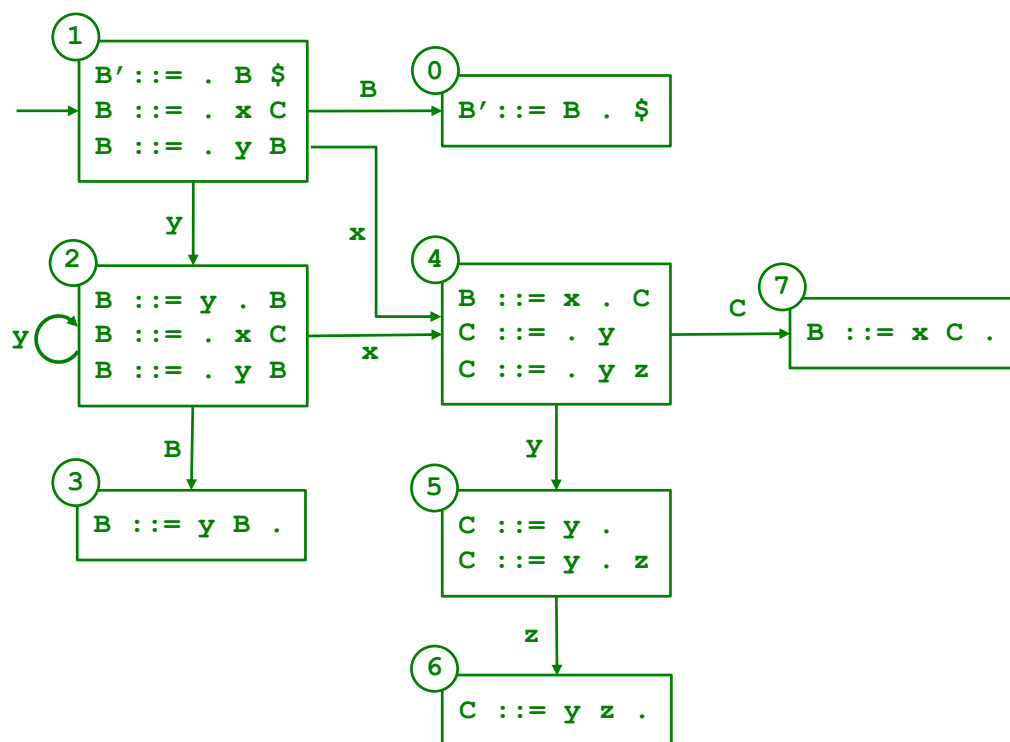 1
B'::= . B $
B ::= . x C
B ::= . y B
B
0
B'::= B . $
y
x
2
B ::= y . B
B ::= . x C
B ::= . y B
y
x
4
B ::= x . C
C ::= . y
C ::= . y z
C
7
B ::= x C .
B
y
3
B ::= y B .
5
C ::= y .
C ::= y . z
z
6
C ::= y z .